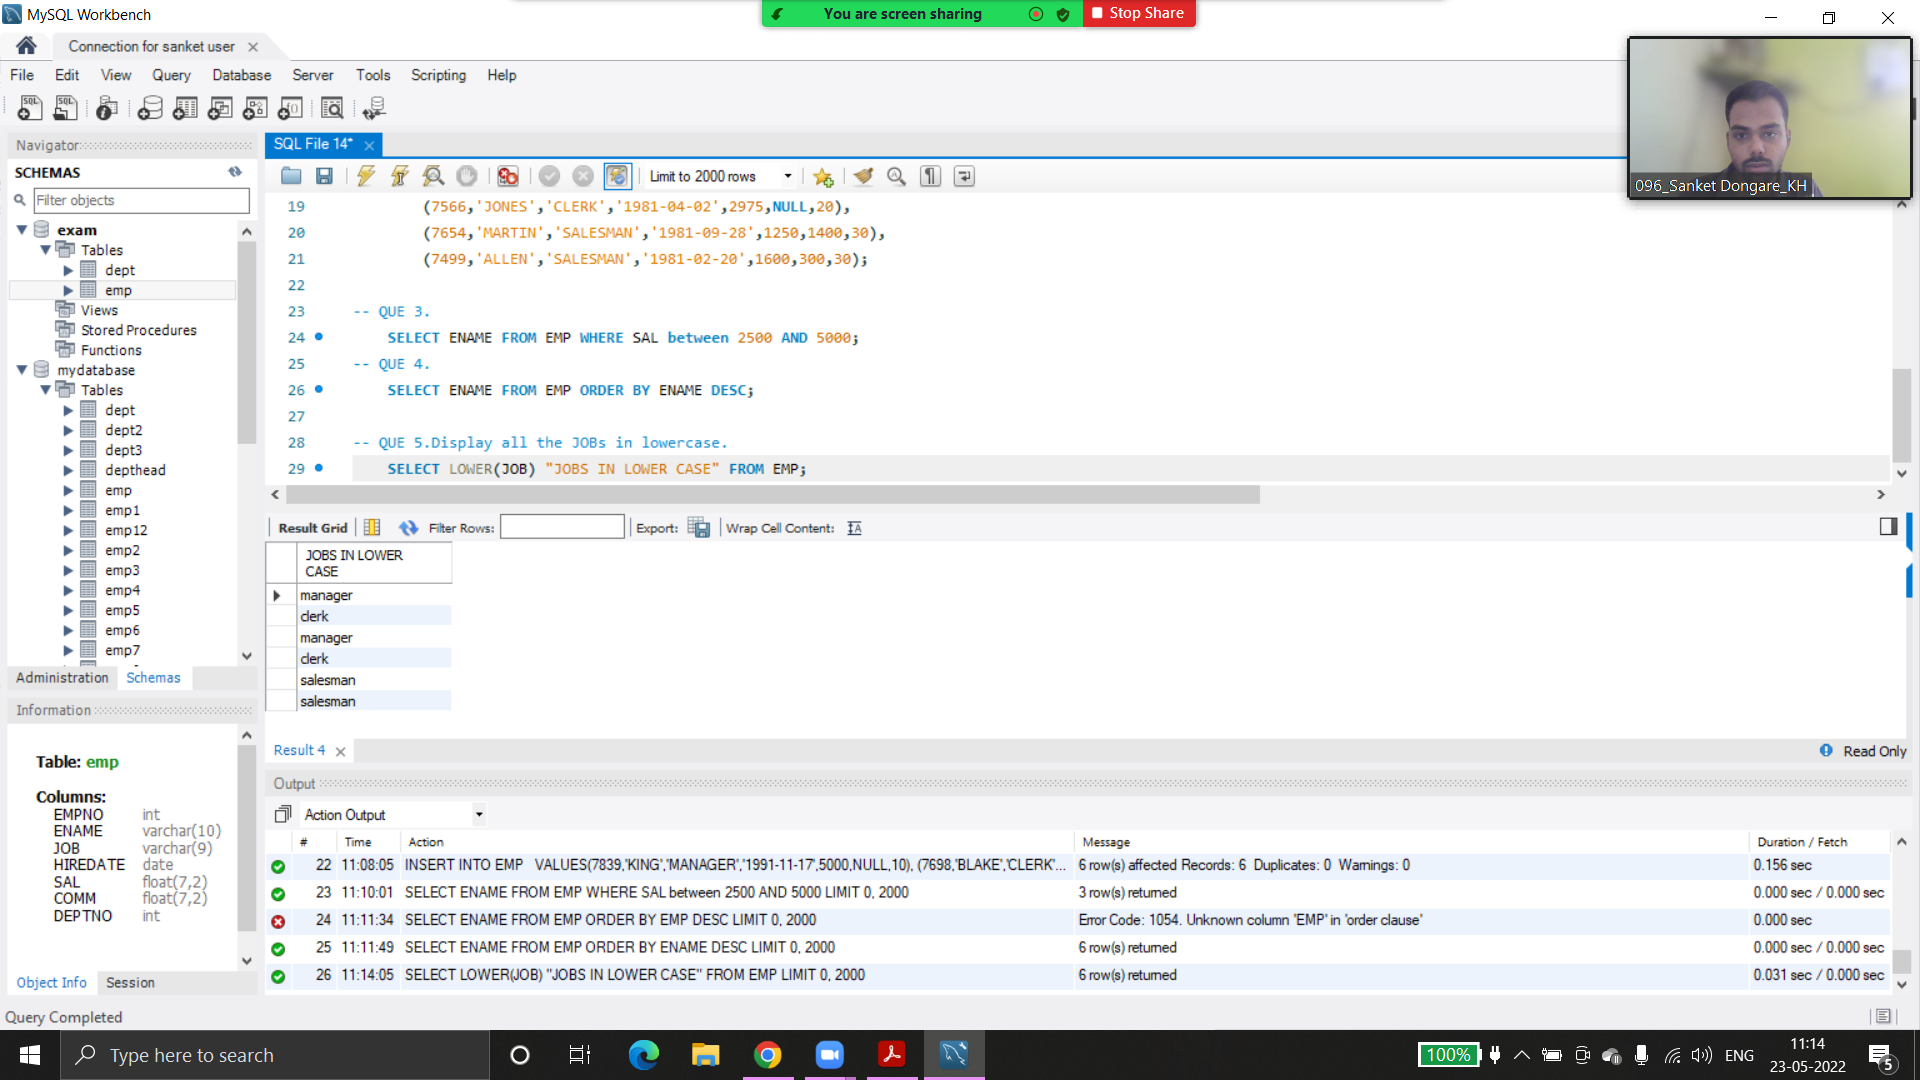 MySQL Workbench
You are screen sharing
Stop Share
Connection for sanket user
File Edit View Query Database Server Tools Scripting Help
096_Sanket Dongare_KH
Navigator
SQL File 14*
SCHEMAS
Limit to 2000 rows
Filter objects
exam
Tables
dept
emp
Views
Stored Procedures
Functions
mydatabase
Tables
dept
dept2
dept3
depthead
emp
emp1
emp12
emp2
emp3
emp4
emp5
emp6
emp7
Administration Schemas
19 (7566,'JONES','CLERK','1981-04-02',2975,NULL,20),
20 (7654,'MARTIN','SALESMAN','1981-09-28',1250,1400,30),
21 (7499,'ALLEN','SALESMAN','1981-02-20',1600,300,30);
22
23 -- QUE 3.
24 SELECT ENAME FROM EMP WHERE SAL between 2500 AND 5000;
25 -- QUE 4.
26 SELECT ENAME FROM EMP ORDER BY ENAME DESC;
27
28 -- QUE 5.Display all the JOBs in lowercase.
29 SELECT LOWER(JOB) "JOBS IN LOWER CASE" FROM EMP;
Result Grid Filter Rows: Export: Wrap Cell Content:
JOBS IN LOWER
CASE
manager
clerk
manager
clerk
salesman
salesman
Result 4
Read Only
Information
Table: emp
Columns:
EMPNO int
ENAME varchar(10)
JOB varchar(9)
HIREDATE date
SAL float(7,2)
COMM float(7,2)
DEPTNO int
Object Info Session
Output
Action Output
# Time Action Message Duration / Fetch
22 11:08:05 INSERT INTO EMP VALUES(7839,'KING','MANAGER','1991-11-17',5000,NULL,10), (7698,'BLAKE','CLERK'... 6 row(s) affected Records: 6 Duplicates: 0 Warnings: 0 0.156 sec
23 11:10:01 SELECT ENAME FROM EMP WHERE SAL between 2500 AND 5000 LIMIT 0, 2000 3 row(s) returned 0.000 sec / 0.000 sec
24 11:11:34 SELECT ENAME FROM EMP ORDER BY EMP DESC LIMIT 0, 2000 Error Code: 1054. Unknown column 'EMP' in 'order clause' 0.000 sec
25 11:11:49 SELECT ENAME FROM EMP ORDER BY ENAME DESC LIMIT 0, 2000 6 row(s) returned 0.000 sec / 0.000 sec
26 11:14:05 SELECT LOWER(JOB) "JOBS IN LOWER CASE" FROM EMP LIMIT 0, 2000 6 row(s) returned 0.031 sec / 0.000 sec
Query Completed
Type here to search
100%
ENG
11:14
23-05-2022
5